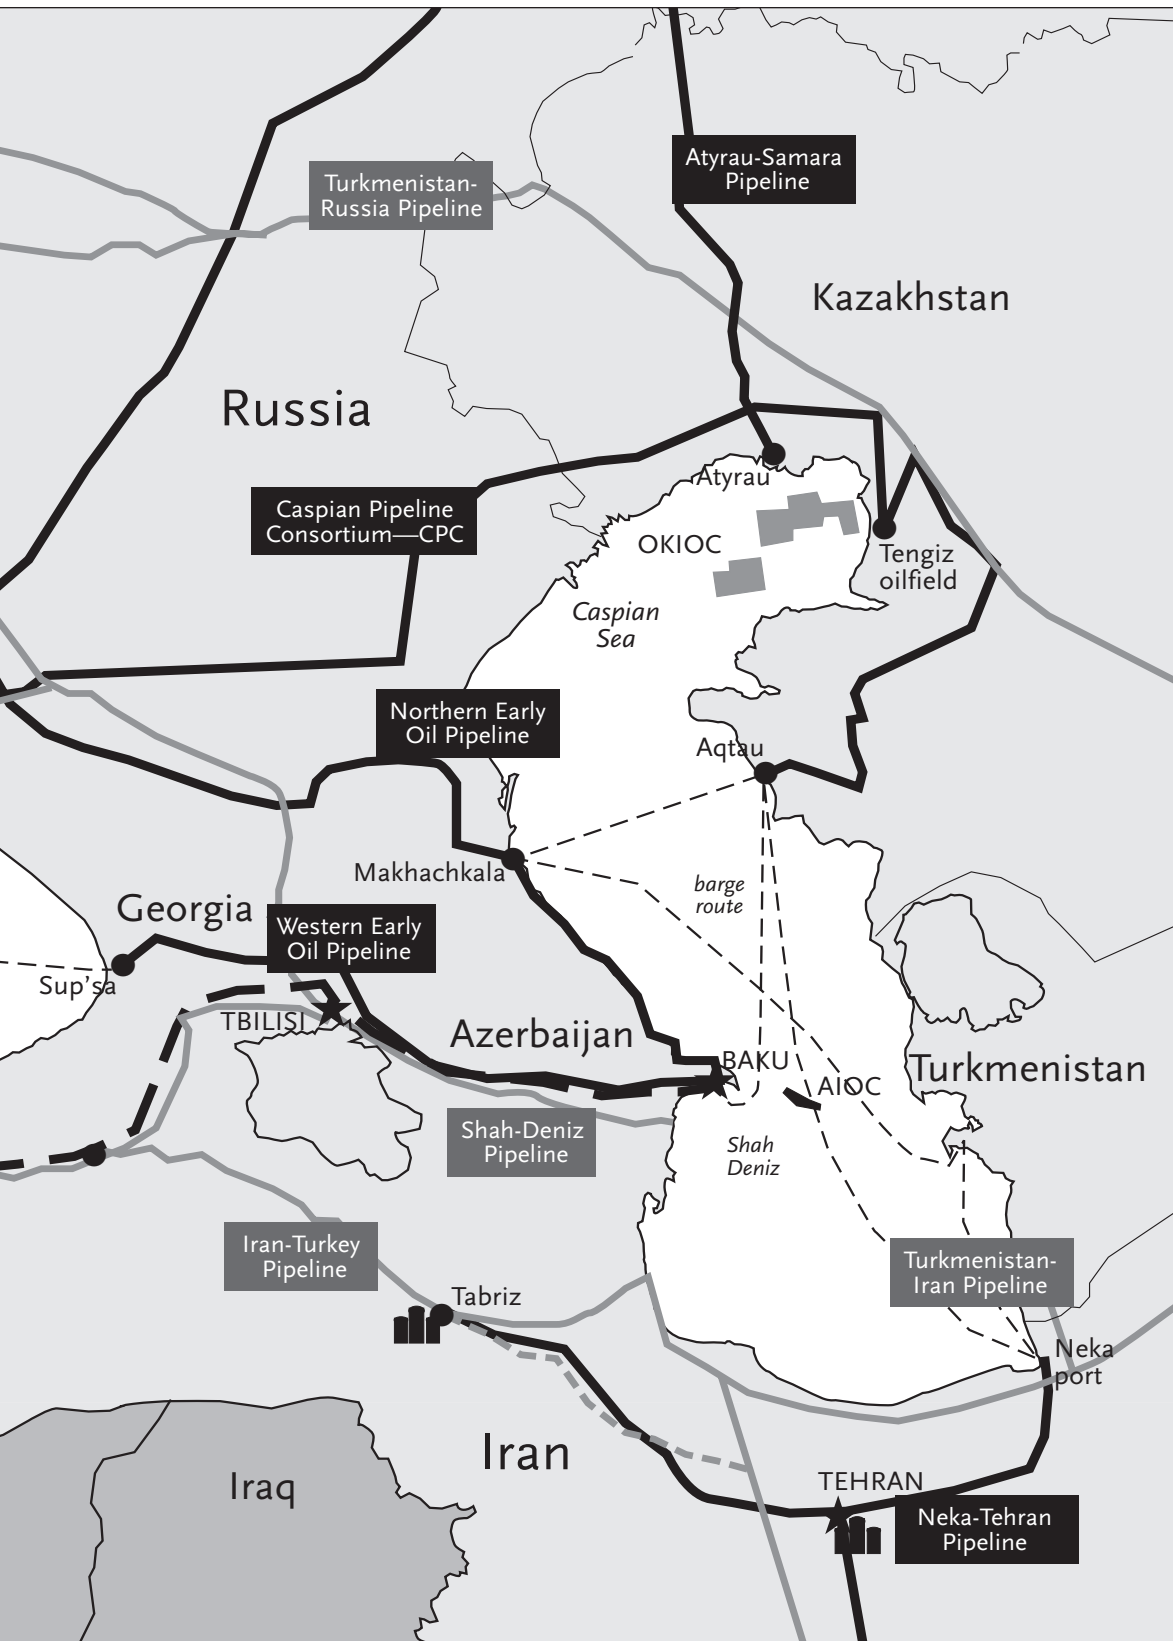 Atyrau-Samara
Pipeline
Turkmenistan-
Russia Pipeline
Kazakhstan
Russia
Atyrau
Caspian Pipeline
Consortium—CPC
OKIOC
Tengiz
oilfield
Caspian
Sea
Northern Early
Oil Pipeline
Aqtau
Makhachkala
barge
route
Georgia
Western Early
Oil Pipeline
Sup'sa
TBILISI
Azerbaijan
BAKU
AIOC
Turkmenistan
Shah-Deniz
Pipeline
Shah
Deniz
Iran-Turkey
Pipeline
Turkmenistan-
Iran Pipeline
Tabriz
Neka
port
Iran
Iraq
TEHRAN
Neka-Tehran
Pipeline